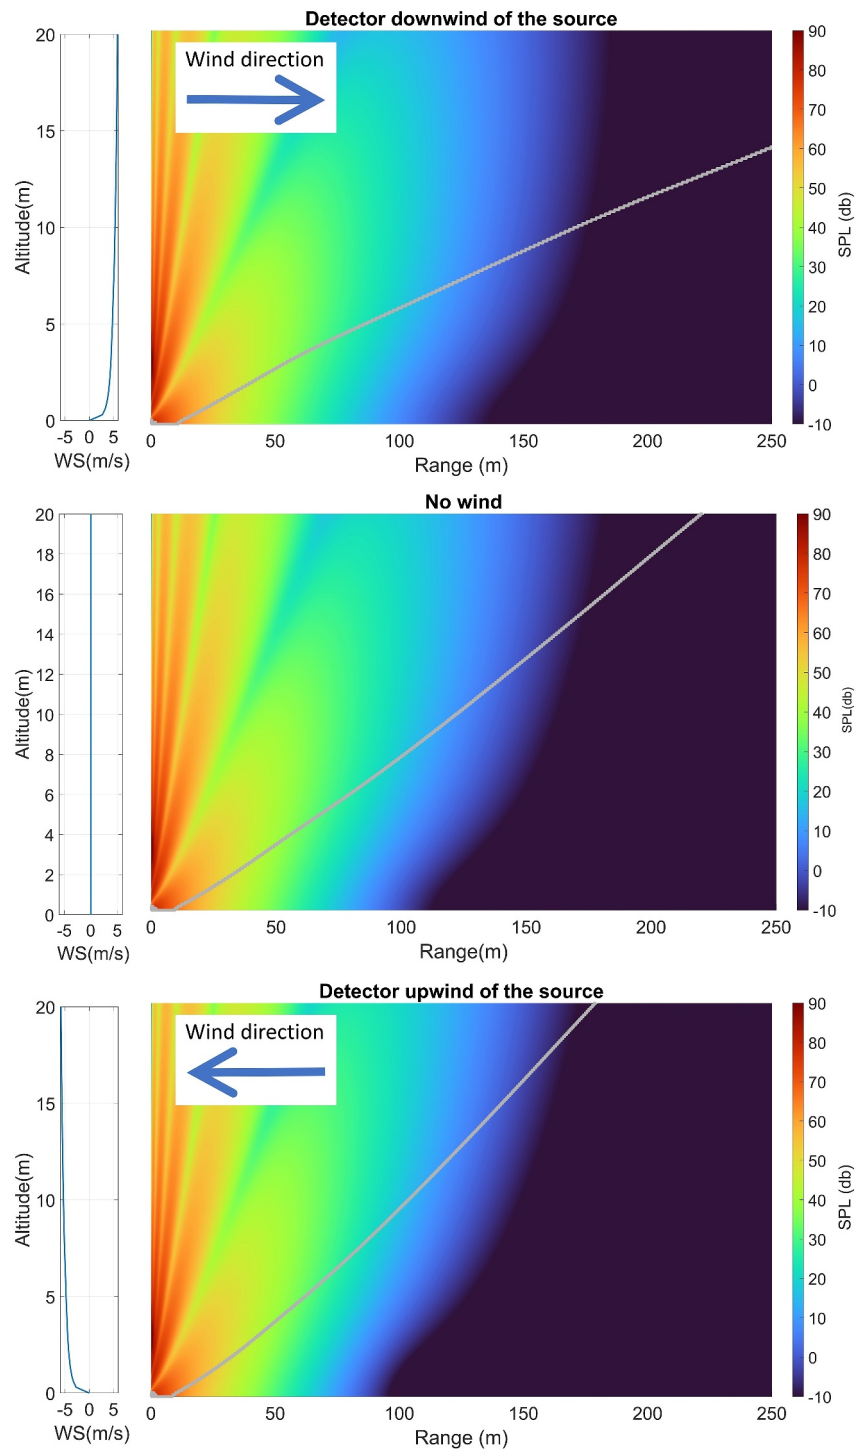 Detector downwind of the source
Wind direction
20
15
10
5
0
Altitude(m)
-5 0 5
WS(m/s)
0 50 100 150 200 250
Range (m)
90
80
70
60
50
40
30
20
10
0
-10
SPL (db)
No wind
20
18
16
14
12
10
8
6
4
2
0
Altitude(m)
-5 0 5
WS(m/s)
0 50 100 150 200 250
Range(m)
90
80
70
60
50
40
30
20
10
0
-10
SPL(db)
Detector upwind of the source
Wind direction
20
15
10
5
0
Altitude(m)
-5 0 5
WS(m/s)
0 50 100 150 200 250
Range (m)
90
80
70
60
50
40
30
20
10
0
-10
SPL (db)